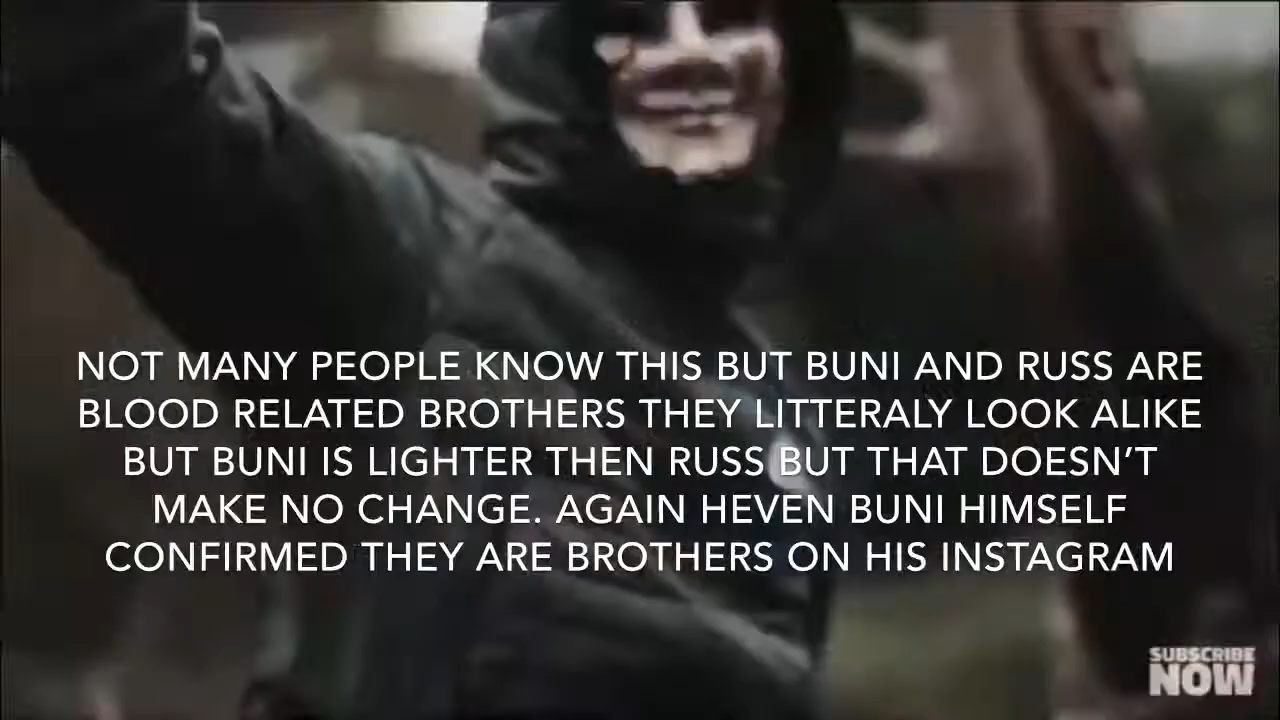 NOT MANY PEOPLE KNOW THIS BUT BUNI AND RUSS ARE
BLOOD RELATED BROTHERS THEY LITTERALY LOOK ALIKE
BUT BUNI IS LIGHTER THEN RUSS BUT THAT DOESN'T
MAKE NO CHANGE. AGAIN HEVEN BUNI HIMSELF
CONFIRMED THEY ARE BROTHERS ON HIS INSTAGRAM
SUBSCRIBE
NOW